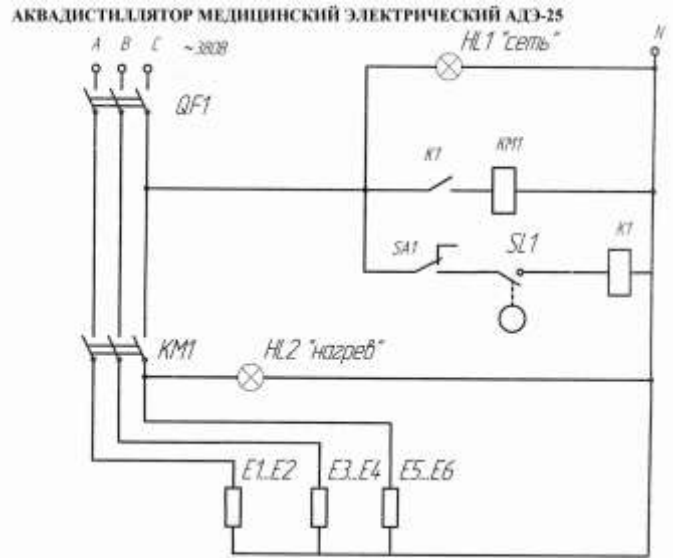 АКВАДИСТИЛЛЯТОР МЕДИЦИНСКИЙ ЭЛЕКТРИЧЕСКИЙ АДЭ-25
A B C ~380В
N
HL1 "сеть"
QF1
K1
KM1
SA1
SL1
K1
KM1
HL2 "нагрев"
E1..E2
E3..E4
E5..E6